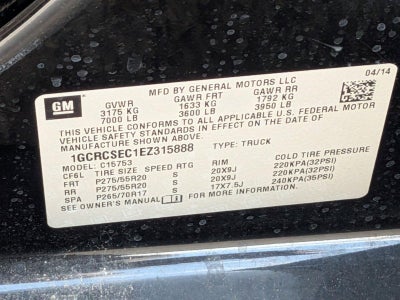 GM
MFD BY GENERAL MOTORS LLC 04/14
GVWR GAWR FRT GAWR RR
3175 KG 1633 KG 1792 KG
7000 LB 3600 LB 3950 LB
THIS VEHICLE CONFORMS TO ALL APPLICABLE U.S. FEDERAL MOTOR
VEHICLE SAFETY STANDARDS IN EFFECT ON THE DATE OF
MANUFACTURE SHOWN ABOVE.
1GCRCSEC1EZ315888 TYPE: TRUCK
MODEL: C15753
CF6L TIRE SIZE SPEED RTG RIM COLD TIRE PRESSURE
FRT P275/55R20 S 20X9J 220KPA(32PSI)
RR P275/55R20 S 20X9J 220KPA(32PSI)
SPA P265/70R17 S 17X7.5J 240KPA(35PSI)
SEE OWNER'S MANUAL FOR MORE INFORMATION.